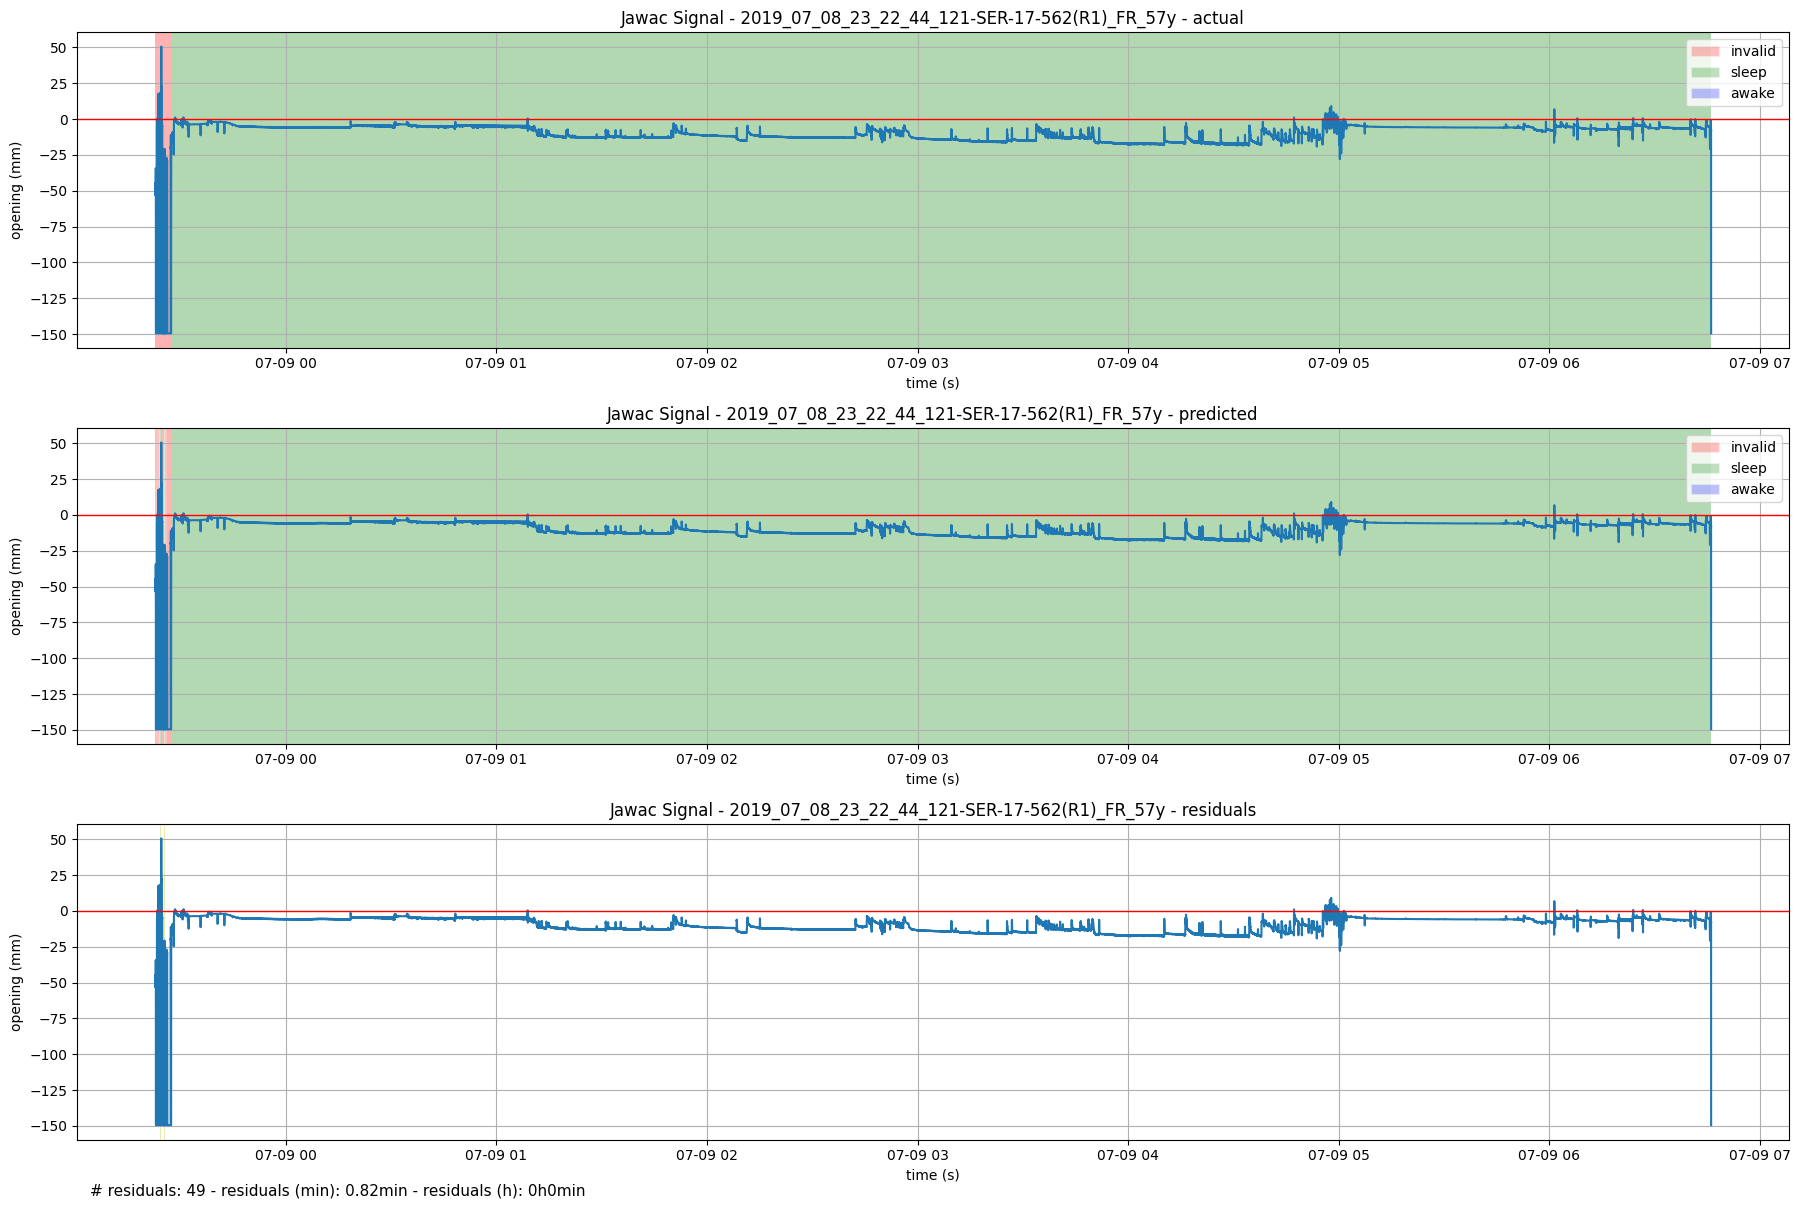 Jawac Signal - 2019_07_08_23_22_44_121-SER-17-562(R1)_FR_57y - actual
opening (mm)
50
25
0
−25
−50
−75
−100
−125
−150
invalid
sleep
awake
07-09 00 07-09 01 07-09 02 07-09 03 07-09 04 07-09 05 07-09 06 07-09 07
time (s)
Jawac Signal - 2019_07_08_23_22_44_121-SER-17-562(R1)_FR_57y - predicted
opening (mm)
50
25
0
−25
−50
−75
−100
−125
−150
invalid
sleep
awake
07-09 00 07-09 01 07-09 02 07-09 03 07-09 04 07-09 05 07-09 06 07-09 07
time (s)
Jawac Signal - 2019_07_08_23_22_44_121-SER-17-562(R1)_FR_57y - residuals
opening (mm)
50
25
0
−25
−50
−75
−100
−125
−150
07-09 00 07-09 01 07-09 02 07-09 03 07-09 04 07-09 05 07-09 06 07-09 07
time (s)
# residuals: 49 - residuals (min): 0.82min - residuals (h): 0h0min